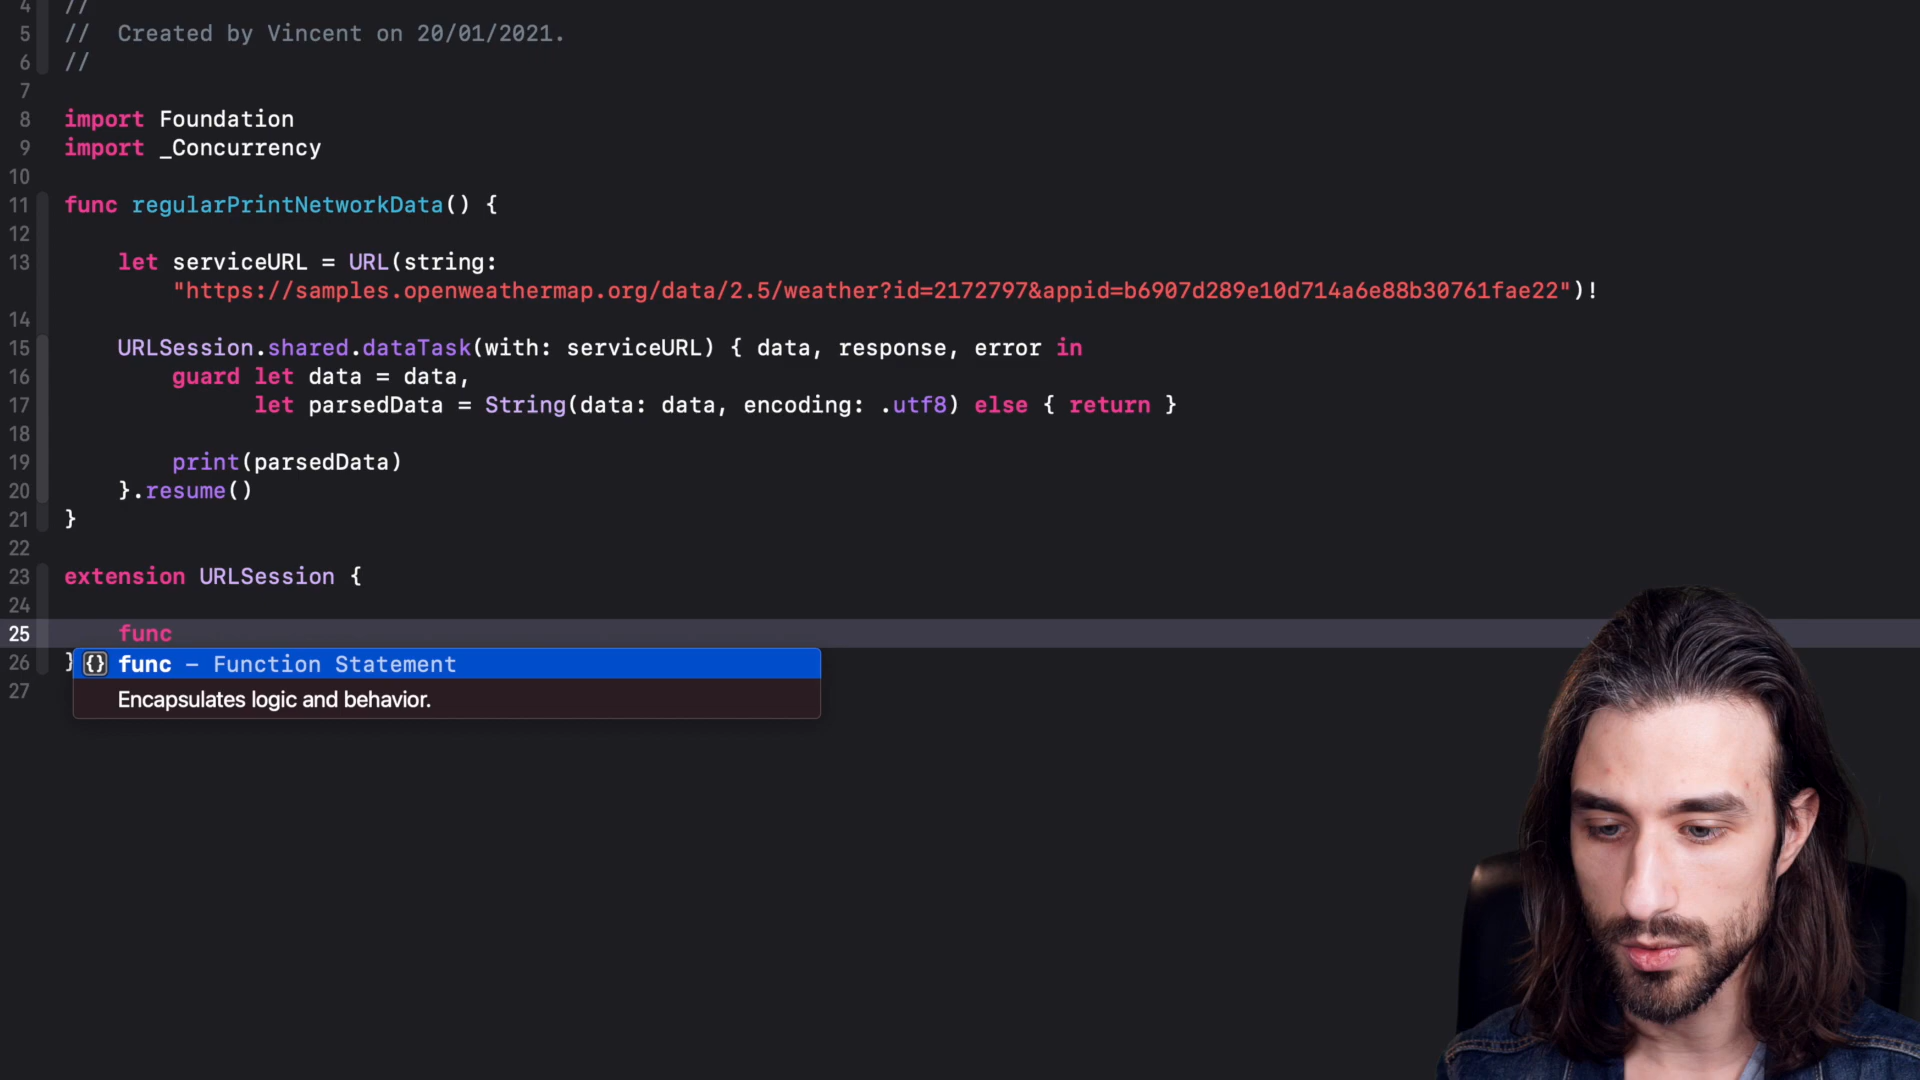 4 //
5 //  Created by Vincent on 20/01/2021.
6 //
7
8 import Foundation
9 import _Concurrency
10
11 func regularPrintNetworkData() {
12
13     let serviceURL = URL(string:
"https://samples.openweathermap.org/data/2.5/weather?id=2172797&appid=b6907d289e10d714a6e88b30761fae22")!
14
15     URLSession.shared.dataTask(with: serviceURL) { data, response, error in
16         guard let data = data,
17               let parsedData = String(data: data, encoding: .utf8) else { return }
18
19         print(parsedData)
20     }.resume()
21 }
22
23 extension URLSession {
24
25     func
26 } {} func – Function Statement
27
Encapsulates logic and behavior.